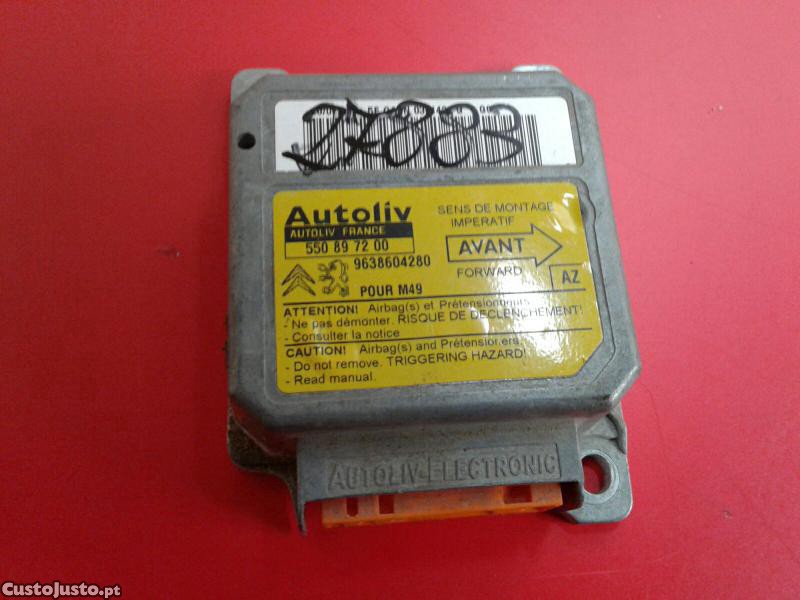 27883
Autoliv
AUTOLIV FRANCE
550 89 72 00
9638604280
POUR M49
SENS DE MONTAGE
IMPERATIF
AVANT
FORWARD
AZ
ATTENTION! Airbag(s) et Prétensionneurs
- Ne pas démonter. RISQUE DE DECLENCHEMENT!
- Consulter la notice
CAUTION! Airbag(s) and Prétensioners.
- Do not remove. TRIGGERING HAZARD!
- Read manual.
AUTOLIV ELECTRONIC
CustoJusto.pt